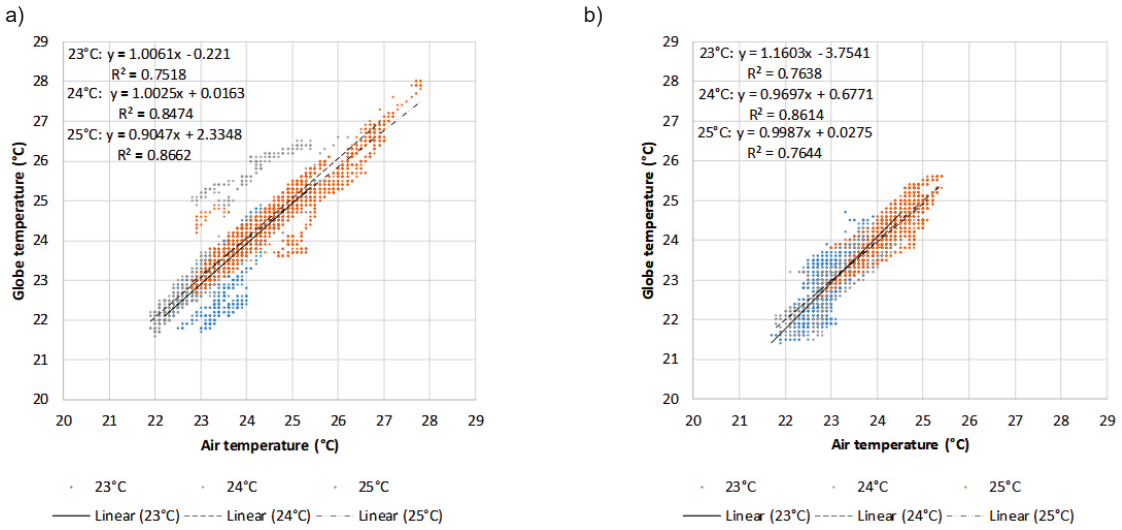 a)
29
28
27
26
25
24
23
22
21
20
Globe temperature (°C)
23°C: y = 1.0061x - 0.221
R² = 0.7518
24°C: y = 1.0025x + 0.0163
R² = 0.8474
25°C: y = 0.9047x + 2.3348
R² = 0.8662
20 21 22 23 24 25 26 27 28 29
Air temperature (°C)
23°C 24°C 25°C
Linear (23°C) Linear (24°C) Linear (25°C)
b)
29
28
27
26
25
24
23
22
21
20
Globe temperature (°C)
23°C: y = 1.1603x - 3.7541
R² = 0.7638
24°C: y = 0.9697x + 0.6771
R² = 0.8614
25°C: y = 0.9987x + 0.0275
R² = 0.7644
20 21 22 23 24 25 26 27 28 29
Air temperature (°C)
23°C 24°C 25°C
Linear (23°C) Linear (24°C) Linear (25°C)